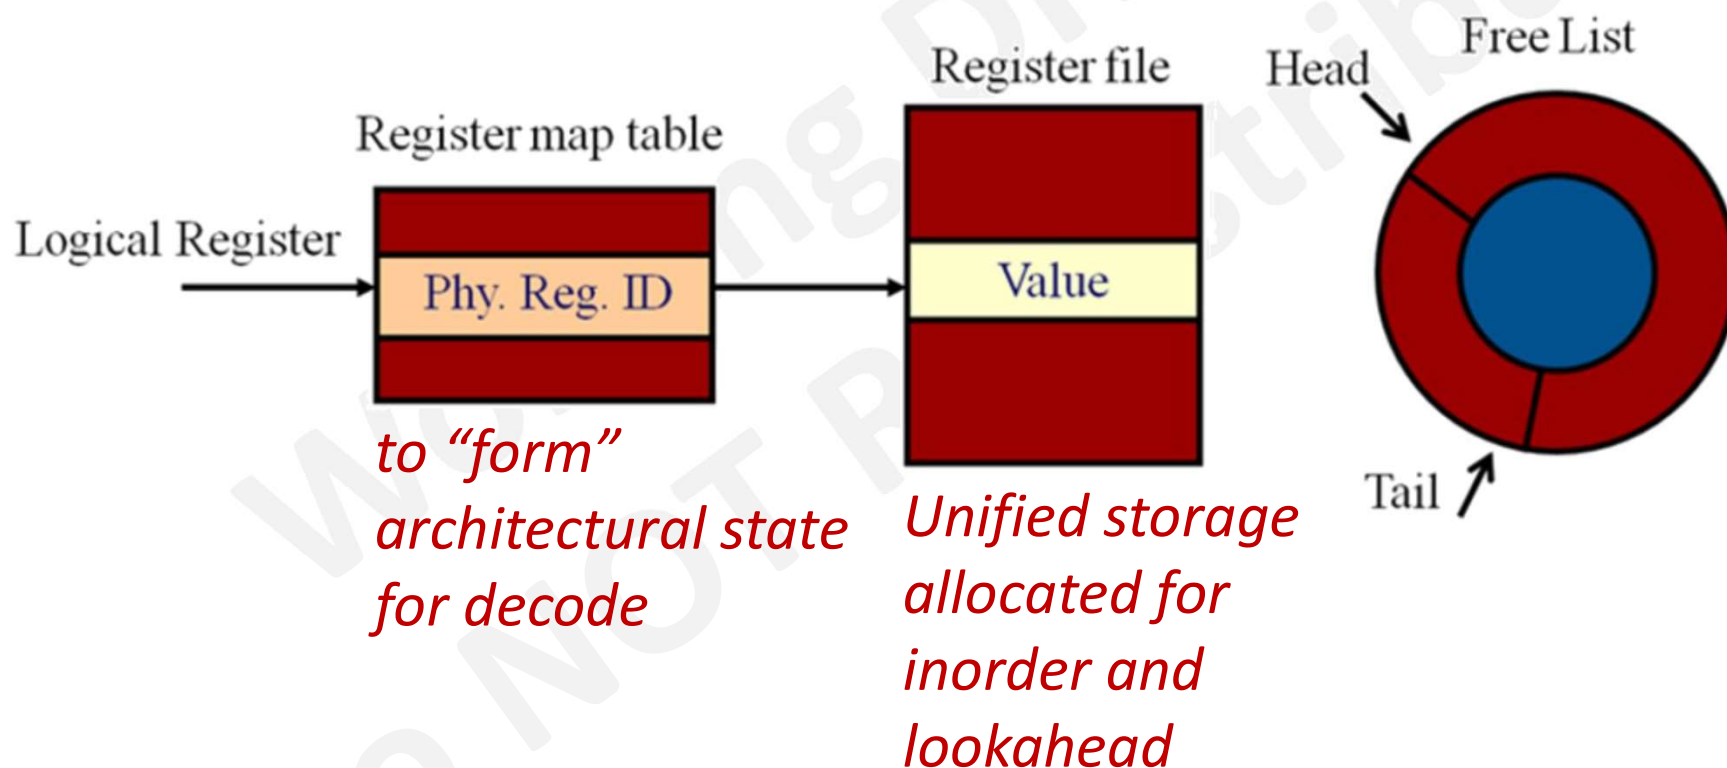 Free List
Head
Register file
Register map table
Logical Register
Phy. Reg. ID
Value
to “form”
architectural state
for decode
Unified storage
allocated for
inorder and
lookahead
Tail